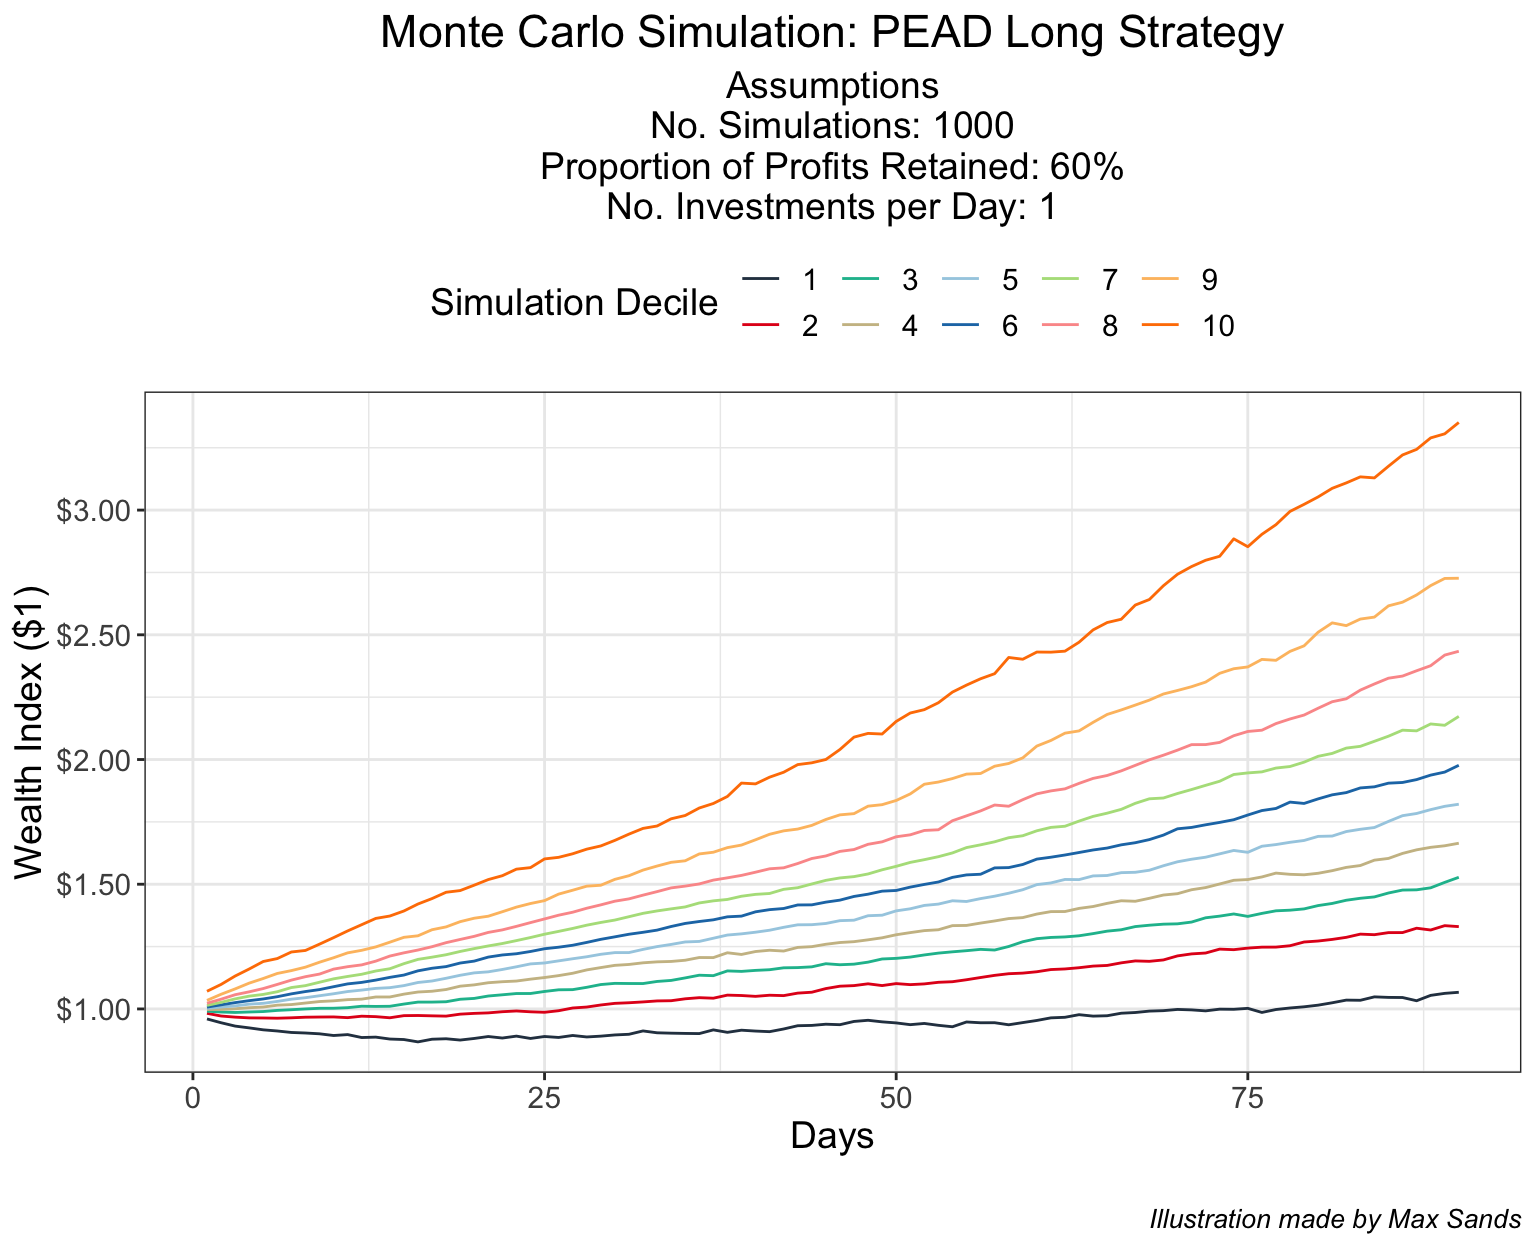 Monte Carlo Simulation: PEAD Long Strategy
Assumptions
No. Simulations: 1000
Proportion of Profits Retained: 60%
No. Investments per Day: 1
Simulation Decile
1 3 5 7 9
2 4 6 8 10
Wealth Index ($1)
$3.00
$2.50
$2.00
$1.50
$1.00
0 25 50 75
Days
Illustration made by Max Sands